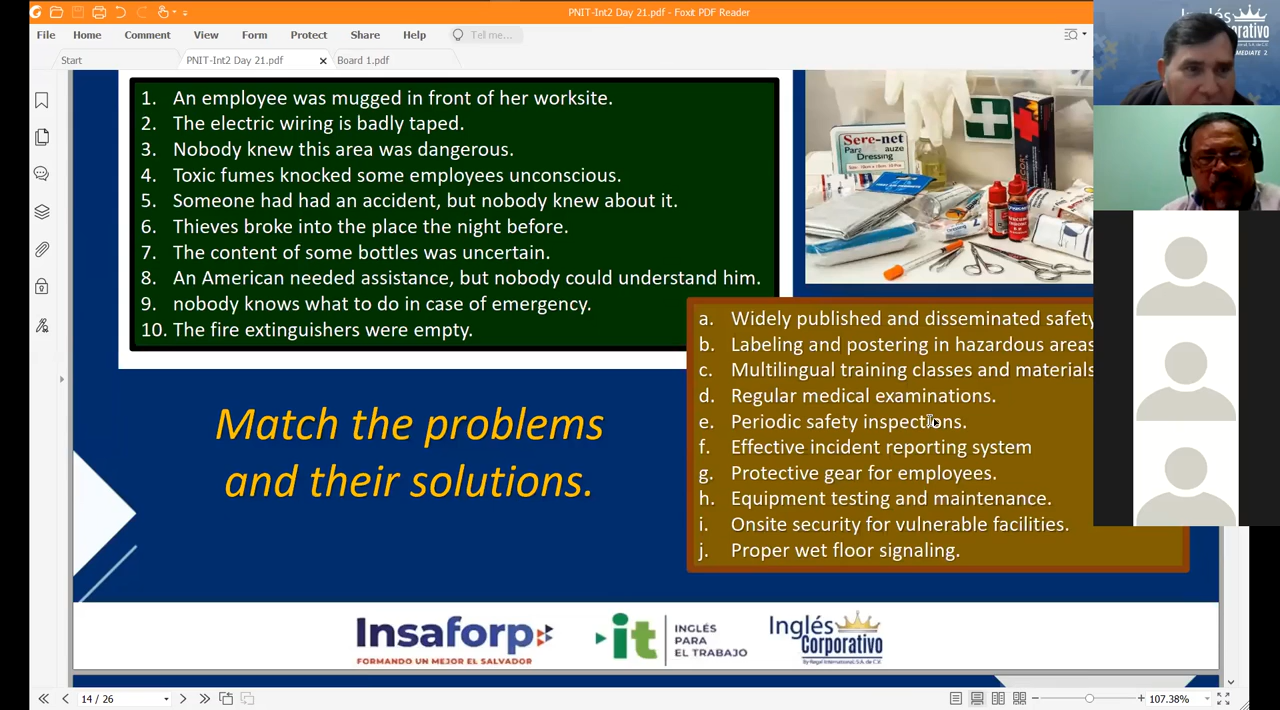 PNIT-Int2 Day 21.pdf - Foxit PDF Reader
File Home Comment View Form Protect Share Help Tell me...
Start PNIT-Int2 Day 21.pdf Board 1.pdf
1. An employee was mugged in front of her worksite.
2. The electric wiring is badly taped.
3. Nobody knew this area was dangerous.
4. Toxic fumes knocked some employees unconscious.
5. Someone had had an accident, but nobody knew about it.
6. Thieves broke into the place the night before.
7. The content of some bottles was uncertain.
8. An American needed assistance, but nobody could understand him.
9. nobody knows what to do in case of emergency.
10. The fire extinguishers were empty.
Sere-net
Dressing
a. Widely published and disseminated safety
b. Labeling and postering in hazardous areas
c. Multilingual training classes and materials
d. Regular medical examinations.
e. Periodic safety inspections.
f. Effective incident reporting system
g. Protective gear for employees.
h. Equipment testing and maintenance.
i. Onsite security for vulnerable facilities.
j. Proper wet floor signaling.
Match the problems
and their solutions.
Insaforp
FORMANDO UN MEJOR EL SALVADOR
it
INGLÉS
PARA
EL TRABAJO
Inglés
Corporativo
By Regal International, S.A. de C.V.
14 / 26
107.38%